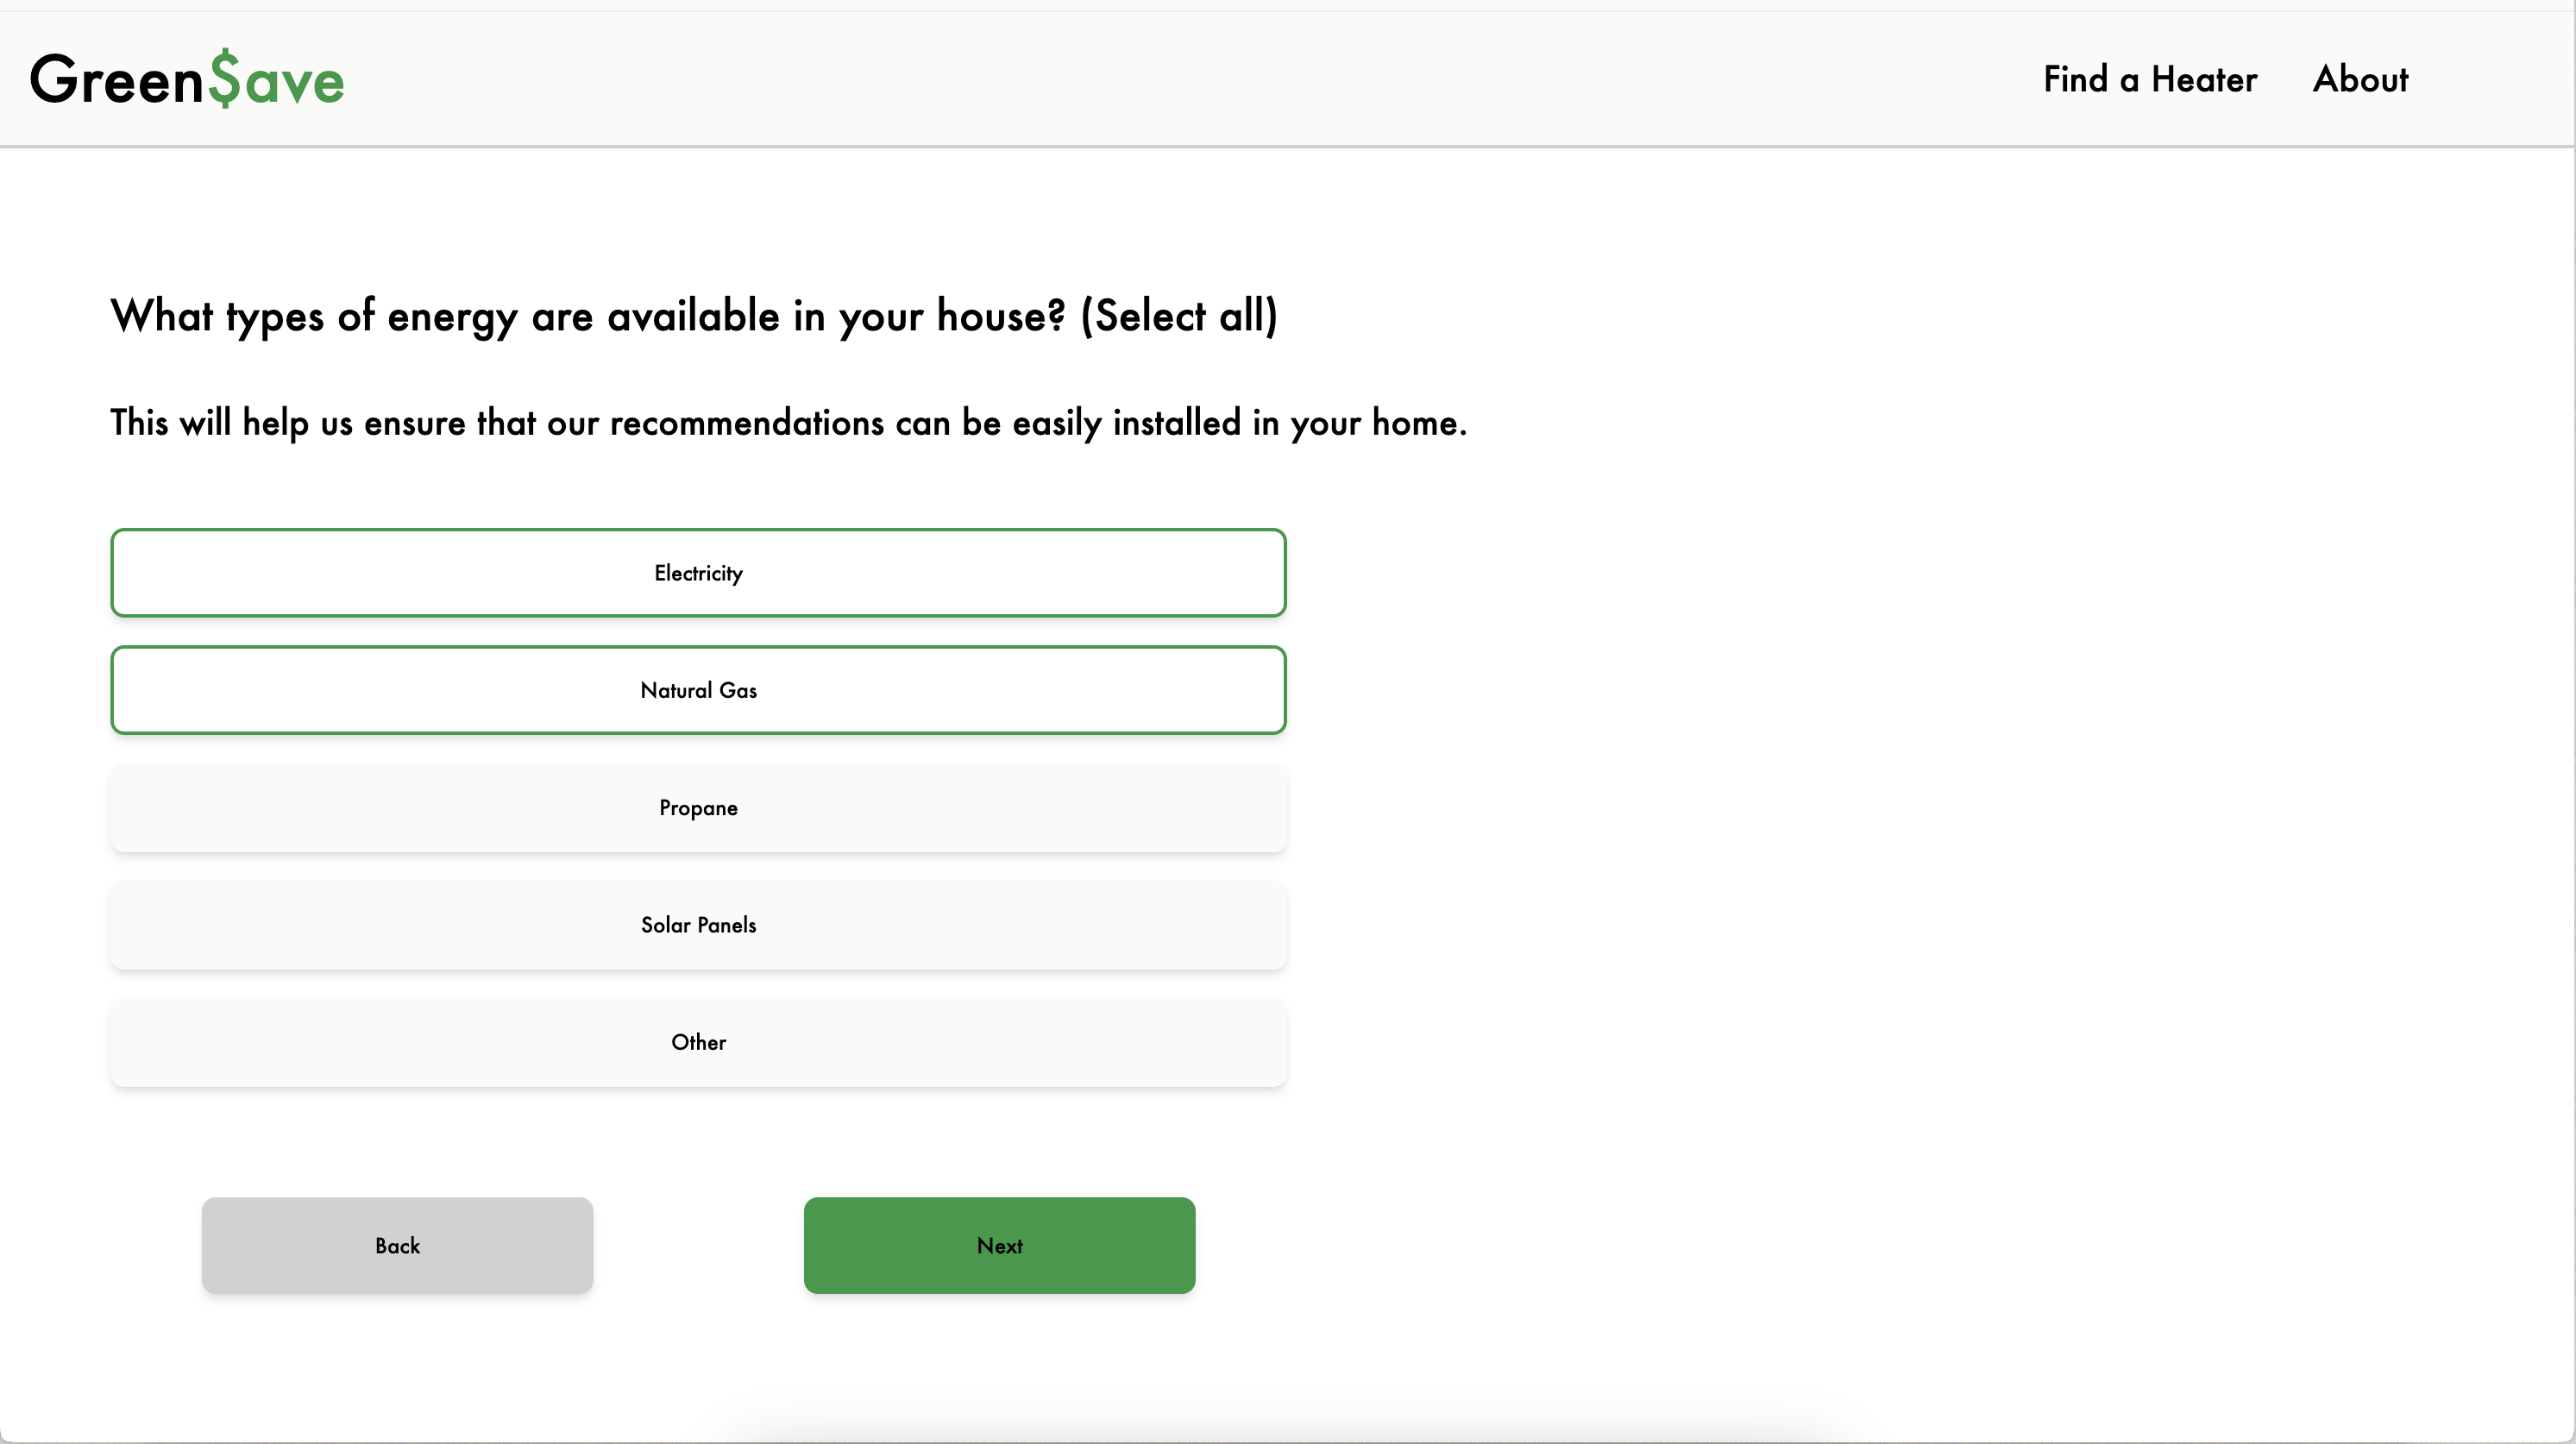 Green$ave
Find a Heater
About
What types of energy are available in your house? (Select all)
This will help us ensure that our recommendations can be easily installed in your home.
Electricity
Natural Gas
Propane
Solar Panels
Other
Back
Next